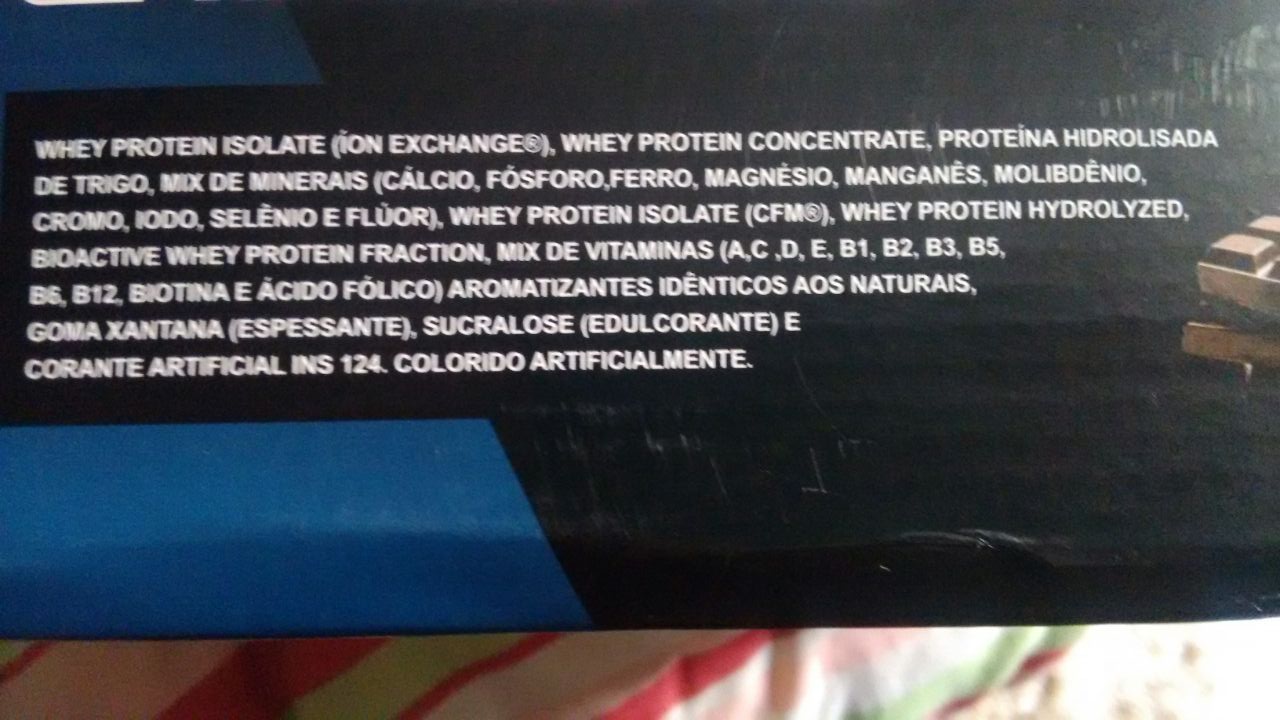 WHEY PROTEIN ISOLATE (ÍON EXCHANGE®), WHEY PROTEIN CONCENTRATE, PROTEÍNA HIDROLISADA
DE TRIGO, MIX DE MINERAIS (CÁLCIO, FÓSFORO,FERRO, MAGNÉSIO, MANGANÊS, MOLIBDÊNIO,
CROMO, IODO, SELÊNIO E FLÚOR), WHEY PROTEIN ISOLATE (CFM®), WHEY PROTEIN HYDROLYZED,
BIOACTIVE WHEY PROTEIN FRACTION, MIX DE VITAMINAS (A,C ,D, E, B1, B2, B3, B5,
B6, B12, BIOTINA E ÁCIDO FÓLICO) AROMATIZANTES IDÊNTICOS AOS NATURAIS,
GOMA XANTANA (ESPESSANTE), SUCRALOSE (EDULCORANTE) E
CORANTE ARTIFICIAL INS 124. COLORIDO ARTIFICIALMENTE.